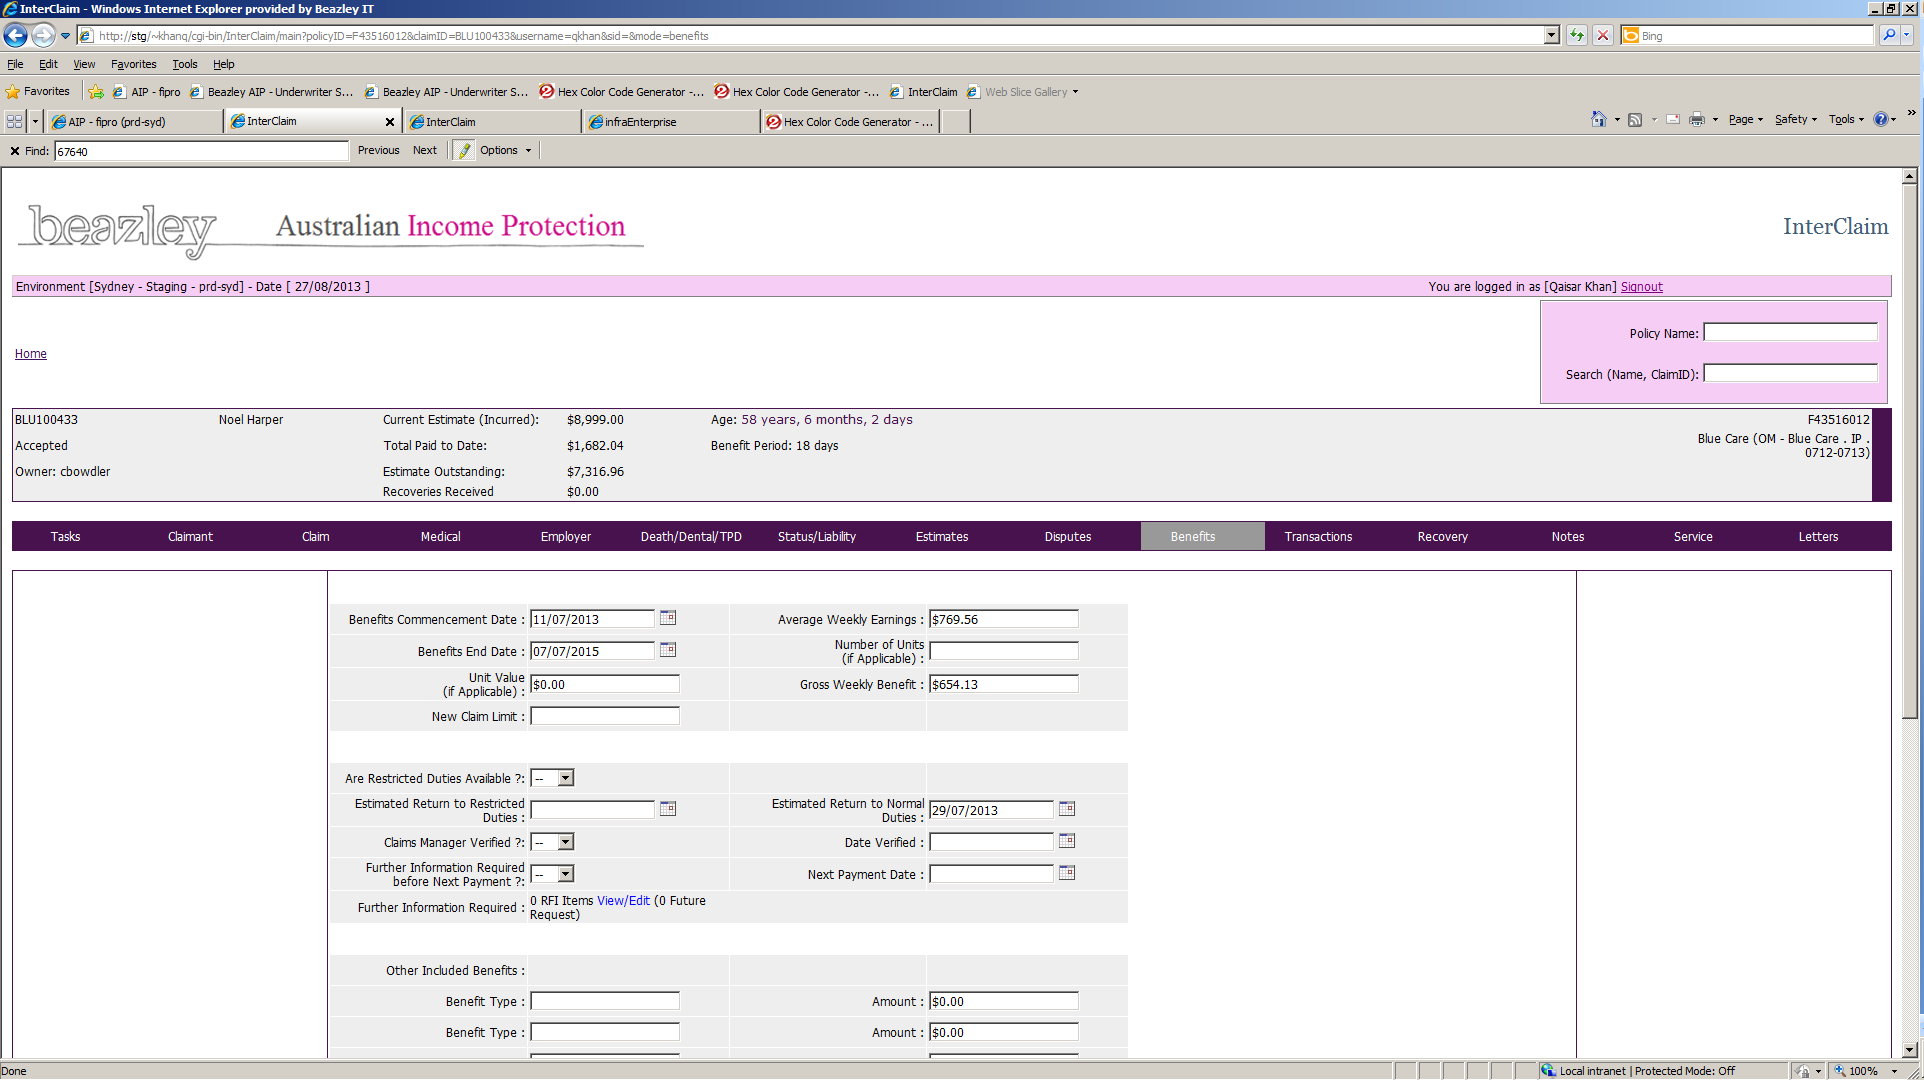 InterClaim - Windows Internet Explorer provided by Beazley IT
http://stg/~khanq/cgi-bin/InterClaim/main?policyID=F43516012&claimID=BLU100433&username=qkhan&sid=&mode=benefits
Bing
File Edit View Favorites Tools Help
Favorites AIP - fipro Beazley AIP - Underwriter S... Beazley AIP - Underwriter S... Hex Color Code Generator -... Hex Color Code Generator -... InterClaim Web Slice Gallery
AIP - fipro (prd-syd) InterClaim InterClaim infraEnterprise Hex Color Code Generator - ... Page Safety Tools
Find: 67640 Previous Next Options
beazley Australian Income Protection InterClaim
Environment [Sydney - Staging - prd-syd] - Date [ 27/08/2013 ] You are logged in as [Qaisar Khan] Signout
Policy Name:
Home
Search (Name, ClaimID):
BLU100433 Noel Harper Current Estimate (Incurred): $8,999.00 Age: 58 years, 6 months, 2 days F43516012
Accepted Total Paid to Date: $1,682.04 Benefit Period: 18 days Blue Care (OM - Blue Care . IP .
0712-0713)
Owner: cbowdler Estimate Outstanding: $7,316.96
Recoveries Received $0.00
Tasks Claimant Claim Medical Employer Death/Dental/TPD Status/Liability Estimates Disputes Benefits Transactions Recovery Notes Service Letters
Benefits Commencement Date : 11/07/2013 Average Weekly Earnings : $769.56
Benefits End Date : 07/07/2015 Number of Units
(if Applicable) :
Unit Value
(if Applicable) : $0.00 Gross Weekly Benefit : $654.13
New Claim Limit :
Are Restricted Duties Available ?: --
Estimated Return to Restricted
Duties : Estimated Return to Normal
Duties : 29/07/2013
Claims Manager Verified ?: -- Date Verified :
Further Information Required
before Next Payment ?: -- Next Payment Date :
Further Information Required : 0 RFI Items View/Edit (0 Future
Request)
Other Included Benefits :
Benefit Type : Amount : $0.00
Benefit Type : Amount : $0.00
Done Local intranet | Protected Mode: Off 100%